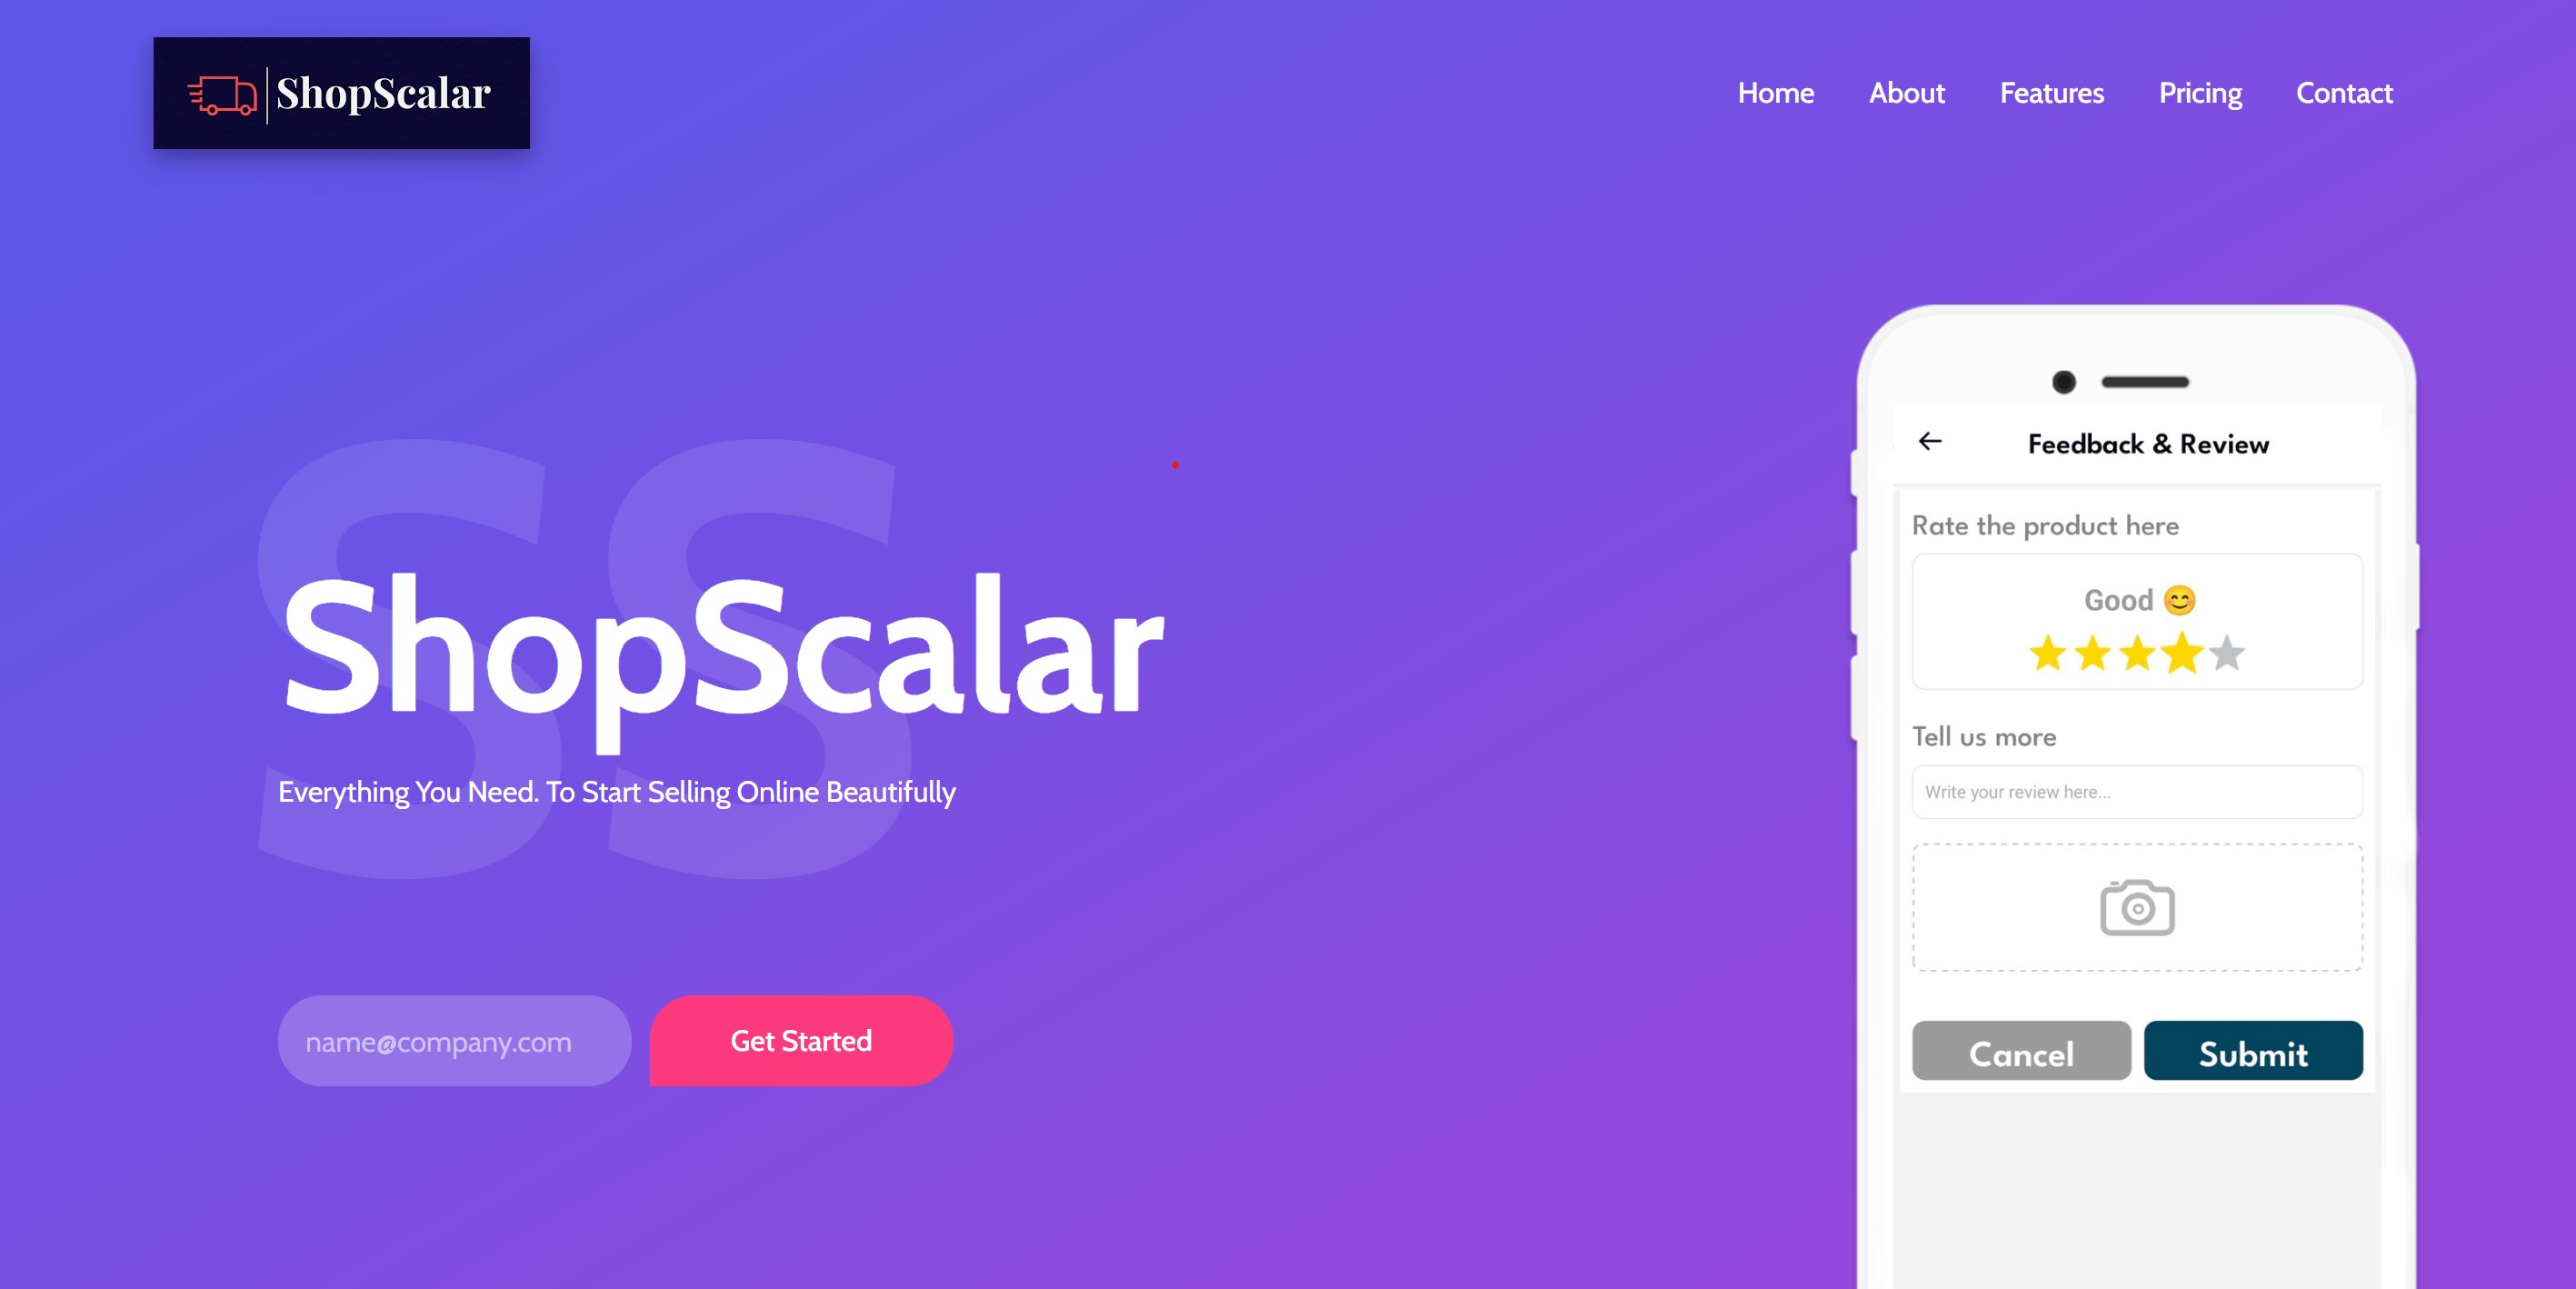 ShopScalar
Home About Features Pricing Contact
SS
ShopScalar
Everything You Need. To Start Selling Online Beautifully
name@company.com
Get Started
Feedback & Review
Rate the product here
Good 😊
Tell us more
Write your review here...
Cancel Submit